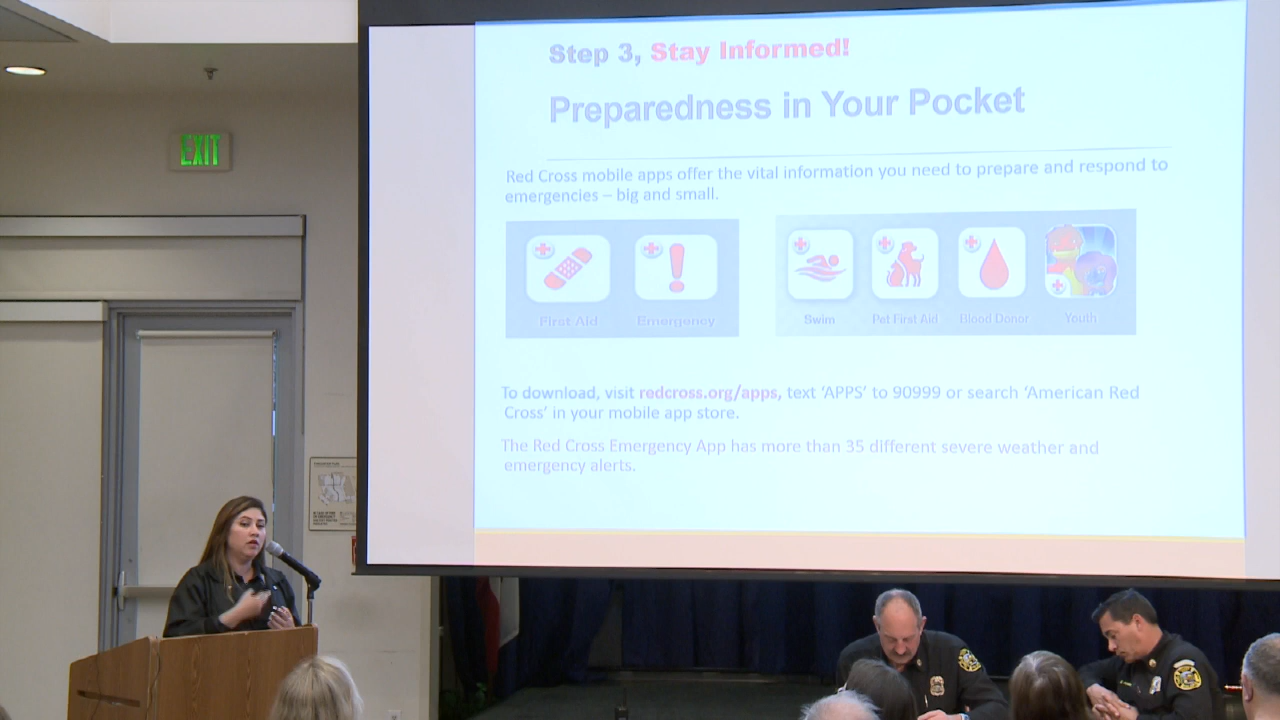 EXIT
Step 3, Stay Informed!
Preparedness in Your Pocket
Red Cross mobile apps offer the vital information you need to prepare and respond to
emergencies – big and small.
First Aid
Emergency
Swim
Pet First Aid
Blood Donor
Youth
To download, visit redcross.org/apps, text ‘APPS’ to 90999 or search ‘American Red
Cross’ in your mobile app store.
The Red Cross Emergency App has more than 35 different severe weather and
emergency alerts.